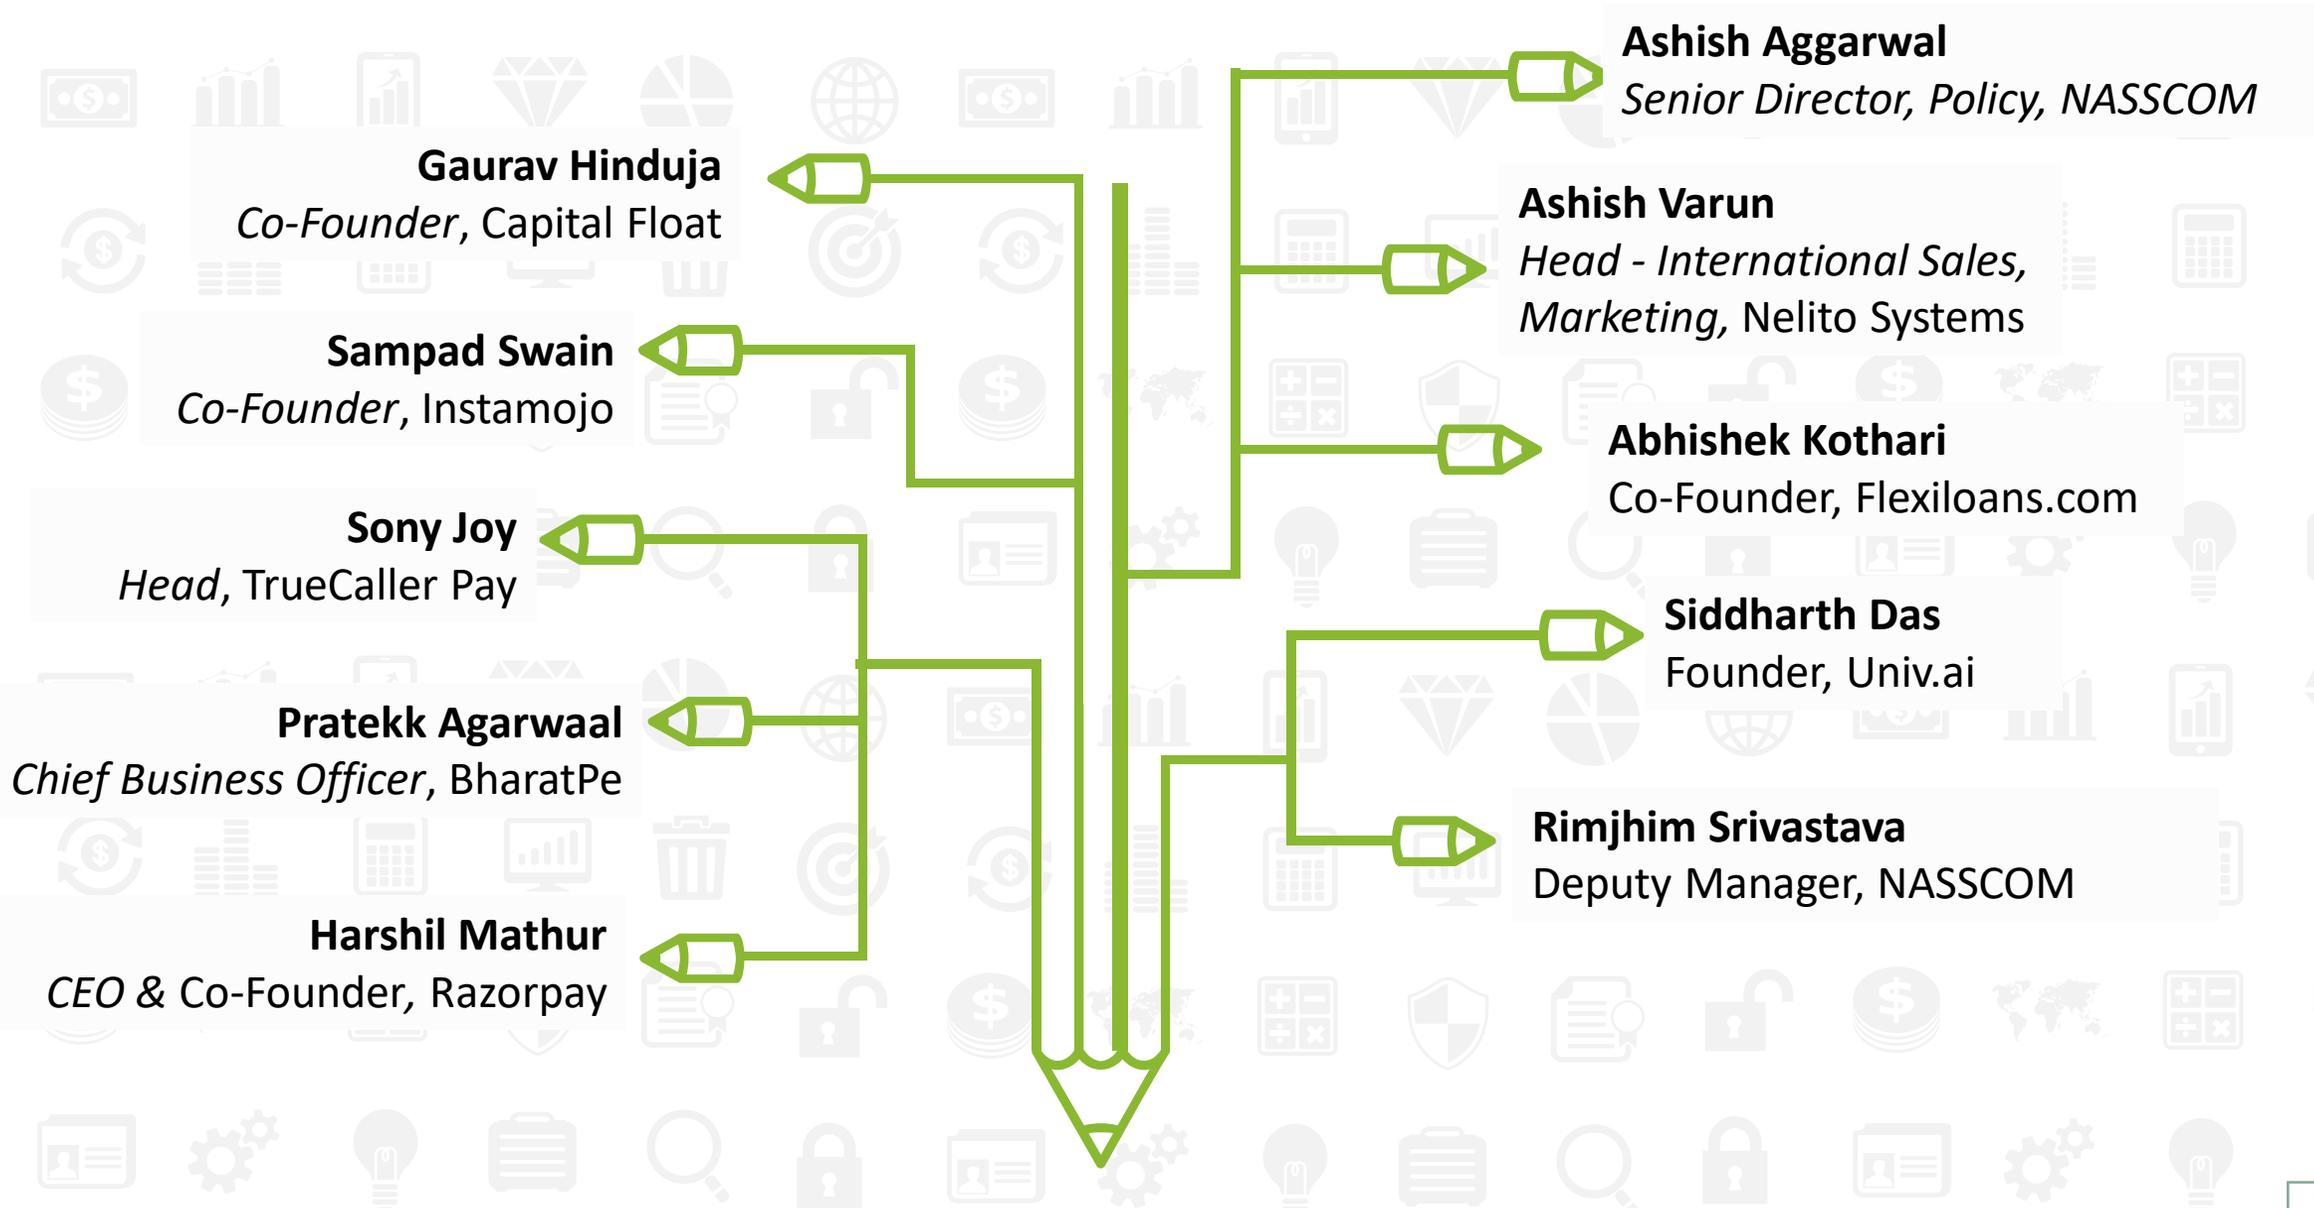 Gaurav Hinduja
Co-Founder, Capital Float
Sampad Swain
Co-Founder, Instamojo
Sony Joy
Head, TrueCaller Pay
Pratekk Agarwaal
Chief Business Officer, BharatPe
Harshil Mathur
CEO & Co-Founder, Razorpay
Ashish Aggarwal
Senior Director, Policy, NASSCOM
Ashish Varun
Head - International Sales,
Marketing, Nelito Systems
Abhishek Kothari
Co-Founder, Flexiloans.com
Siddharth Das
Founder, Univ.ai
Rimjhim Srivastava
Deputy Manager, NASSCOM